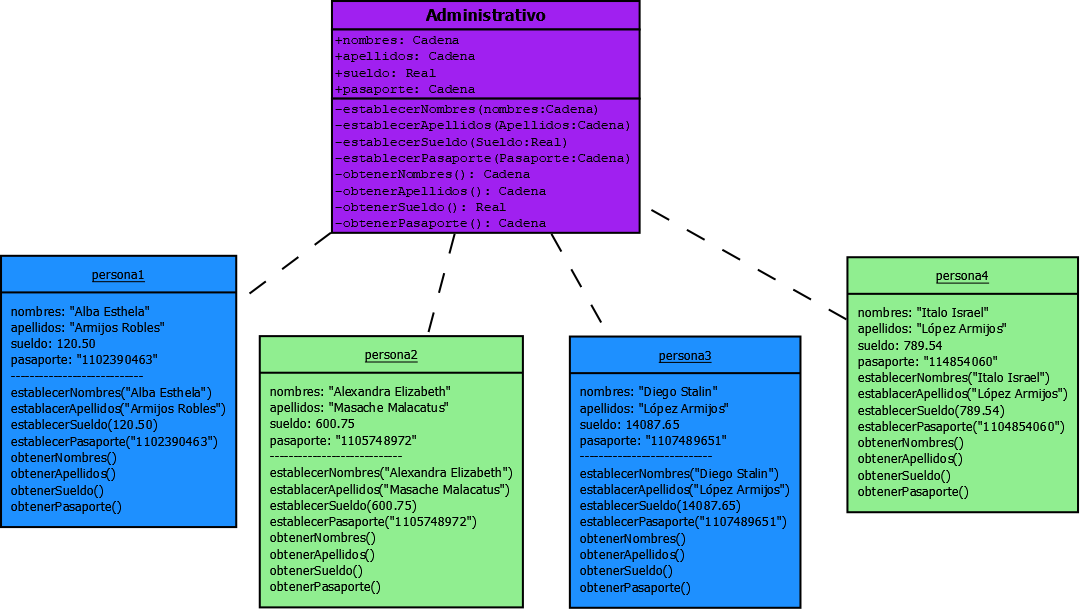 Administrativo
+nombres: Cadena
+apellidos: Cadena
+sueldo: Real
+pasaporte: Cadena
-establecerNombres(nombres:Cadena)
-establecerApellidos(Apellidos:Cadena)
-establecerSueldo(Sueldo:Real)
-establecerPasaporte(Pasaporte:Cadena)
-obtenerNombres(): Cadena
-obtenerApellidos(): Cadena
-obtenerSueldo(): Real
-obtenerPasaporte(): Cadena
persona1
nombres: "Alba Esthela"
apellidos: "Armijos Robles"
sueldo: 120.50
pasaporte: "1102390463"
----------------------------
establecerNombres("Alba Esthela")
establacerApellidos("Armijos Robles")
establecerSueldo(120.50)
establecerPasaporte("1102390463")
obtenerNombres()
obtenerApellidos()
obtenerSueldo()
obtenerPasaporte()
persona2
nombres: "Alexandra Elizabeth"
apellidos: "Masache Malacatus"
sueldo: 600.75
pasaporte: "1105748972"
----------------------------
establecerNombres("Alexandra Elizabeth")
establacerApellidos("Masache Malacatus")
establecerSueldo(600.75)
establecerPasaporte("1105748972")
obtenerNombres()
obtenerApellidos()
obtenerSueldo()
obtenerPasaporte()
persona3
nombres: "Diego Stalin"
apellidos: "López Armijos"
sueldo: 14087.65
pasaporte: "1107489651"
----------------------------
establecerNombres("Diego Stalin")
establacerApellidos("López Armijos")
establecerSueldo(14087.65)
establecerPasaporte("1107489651")
obtenerNombres()
obtenerApellidos()
obtenerSueldo()
obtenerPasaporte()
persona4
nombres: "Italo Israel"
apellidos: "López Armijos"
sueldo: 789.54
pasaporte: "114854060"
establecerNombres("Italo Israel")
establacerApellidos("López Armijos")
establecerSueldo(789.54)
establecerPasaporte("1104854060")
obtenerNombres()
obtenerApellidos()
obtenerSueldo()
obtenerPasaporte()